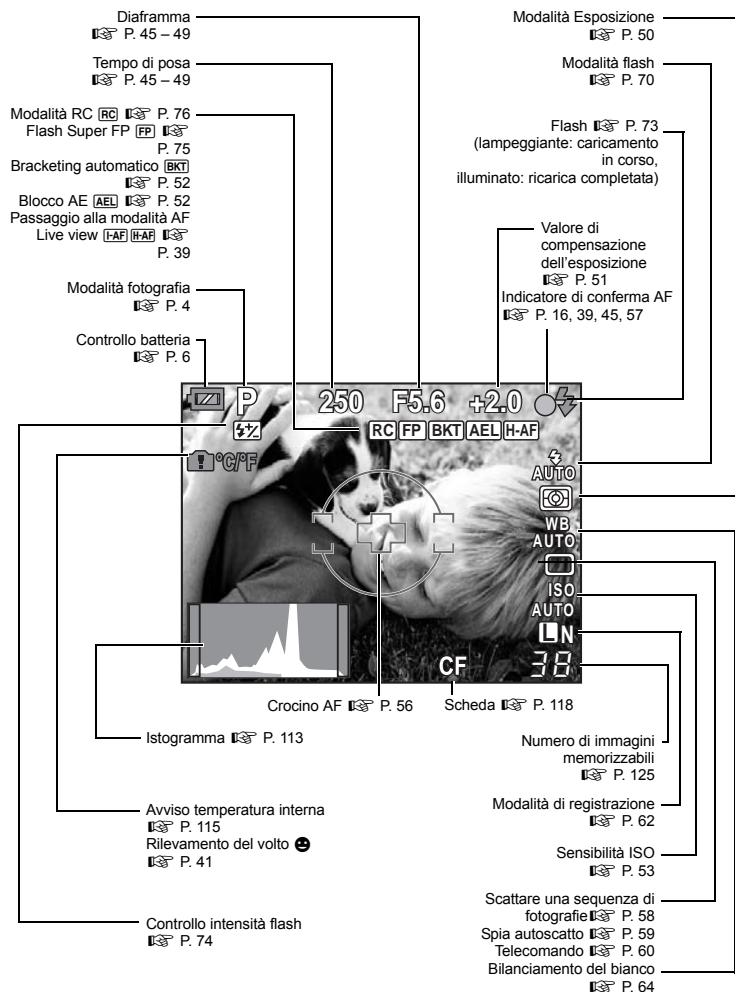 Diaframma
☞ P. 45 – 49
Tempo di posa
☞ P. 45 – 49
Modalità RC RC ☞ P. 76
Flash Super FP FP ☞
P. 75
Bracketing automatico BKT
☞ P. 52
Blocco AE AEL ☞ P. 52
Passaggio alla modalità AF
Live view I-AF H-AF ☞
P. 39
Modalità fotografia
☞ P. 4
Controllo batteria
☞ P. 6
Modalità Esposizione
☞ P. 50
Modalità flash
☞ P. 70
Flash ☞ P. 73
(lampeggiante: caricamento
in corso,
illuminato: ricarica completata)
Valore di
compensazione
dell'esposizione
☞ P. 51
Indicatore di conferma AF
☞ P. 16, 39, 45, 57
P 250 F5.6 +2.0
RC FP BKT AEL H-AF
°C/°F
AUTO
WB
AUTO
ISO
AUTO
L N
CF
38
Crocino AF ☞ P. 56
Scheda ☞ P. 118
Istogramma ☞ P. 113
Avviso temperatura interna
☞ P. 115
Rilevamento del volto
☞ P. 41
Controllo intensità flash
☞ P. 74
Numero di immagini
memorizzabili
☞ P. 125
Modalità di registrazione
☞ P. 62
Sensibilità ISO
☞ P. 53
Scattare una sequenza di
fotografie ☞ P. 58
Spia autoscatto ☞ P. 59
Telecomando ☞ P. 60
Bilanciamento del bianco
☞ P. 64